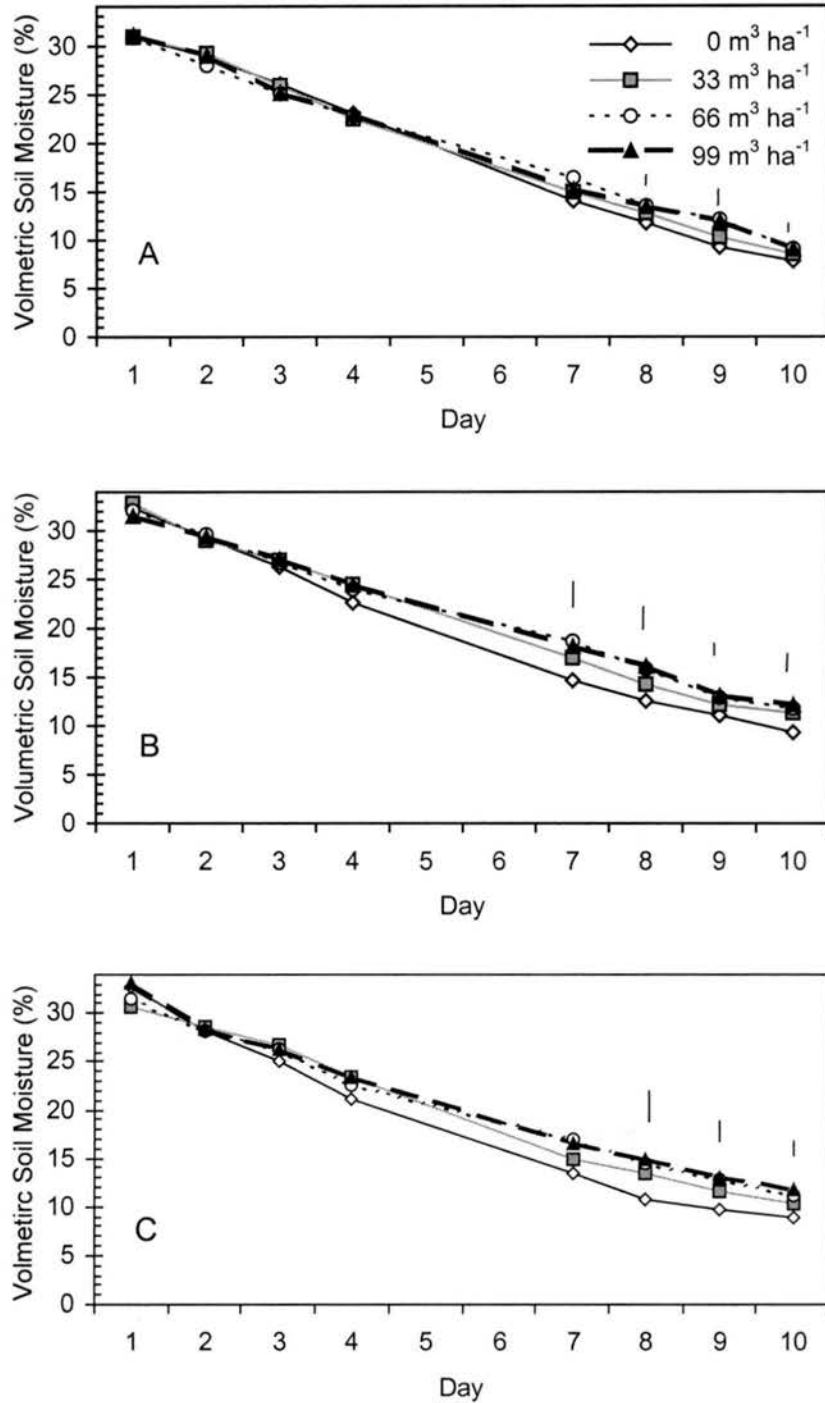 Volmetric Soil Moisture (%)
30
25
20
15
10
5
0
0 m³ ha⁻¹
33 m³ ha⁻¹
66 m³ ha⁻¹
99 m³ ha⁻¹
A
1 2 3 4 5 6 7 8 9 10
Day
Volumetric Soil Moisture (%)
30
25
20
15
10
5
0
B
1 2 3 4 5 6 7 8 9 10
Day
Volmetirc Soil Moisture (%)
30
25
20
15
10
5
0
C
1 2 3 4 5 6 7 8 9 10
Day